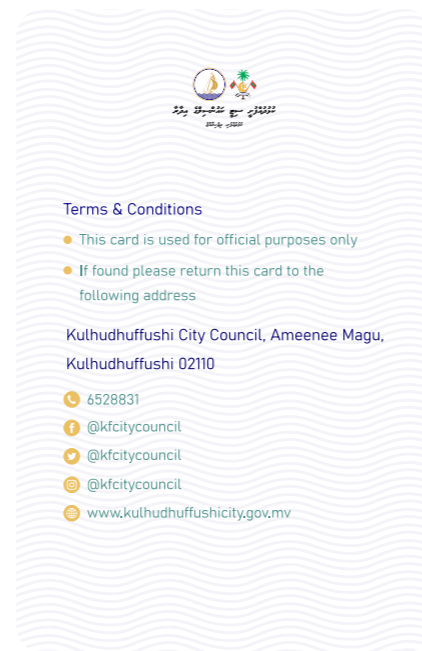 ކުޅުދުއްފުށީ ސިޓީ ކައުންސިލްގެ އިދާރާ
Terms & Conditions
This card is used for official purposes only
If found please return this card to the
following address
Kulhudhuffushi City Council, Ameenee Magu,
Kulhudhuffushi 02110
6528831
@kfcitycouncil
@kfcitycouncil
@kfcitycouncil
www.kulhudhuffushicity.gov.mv